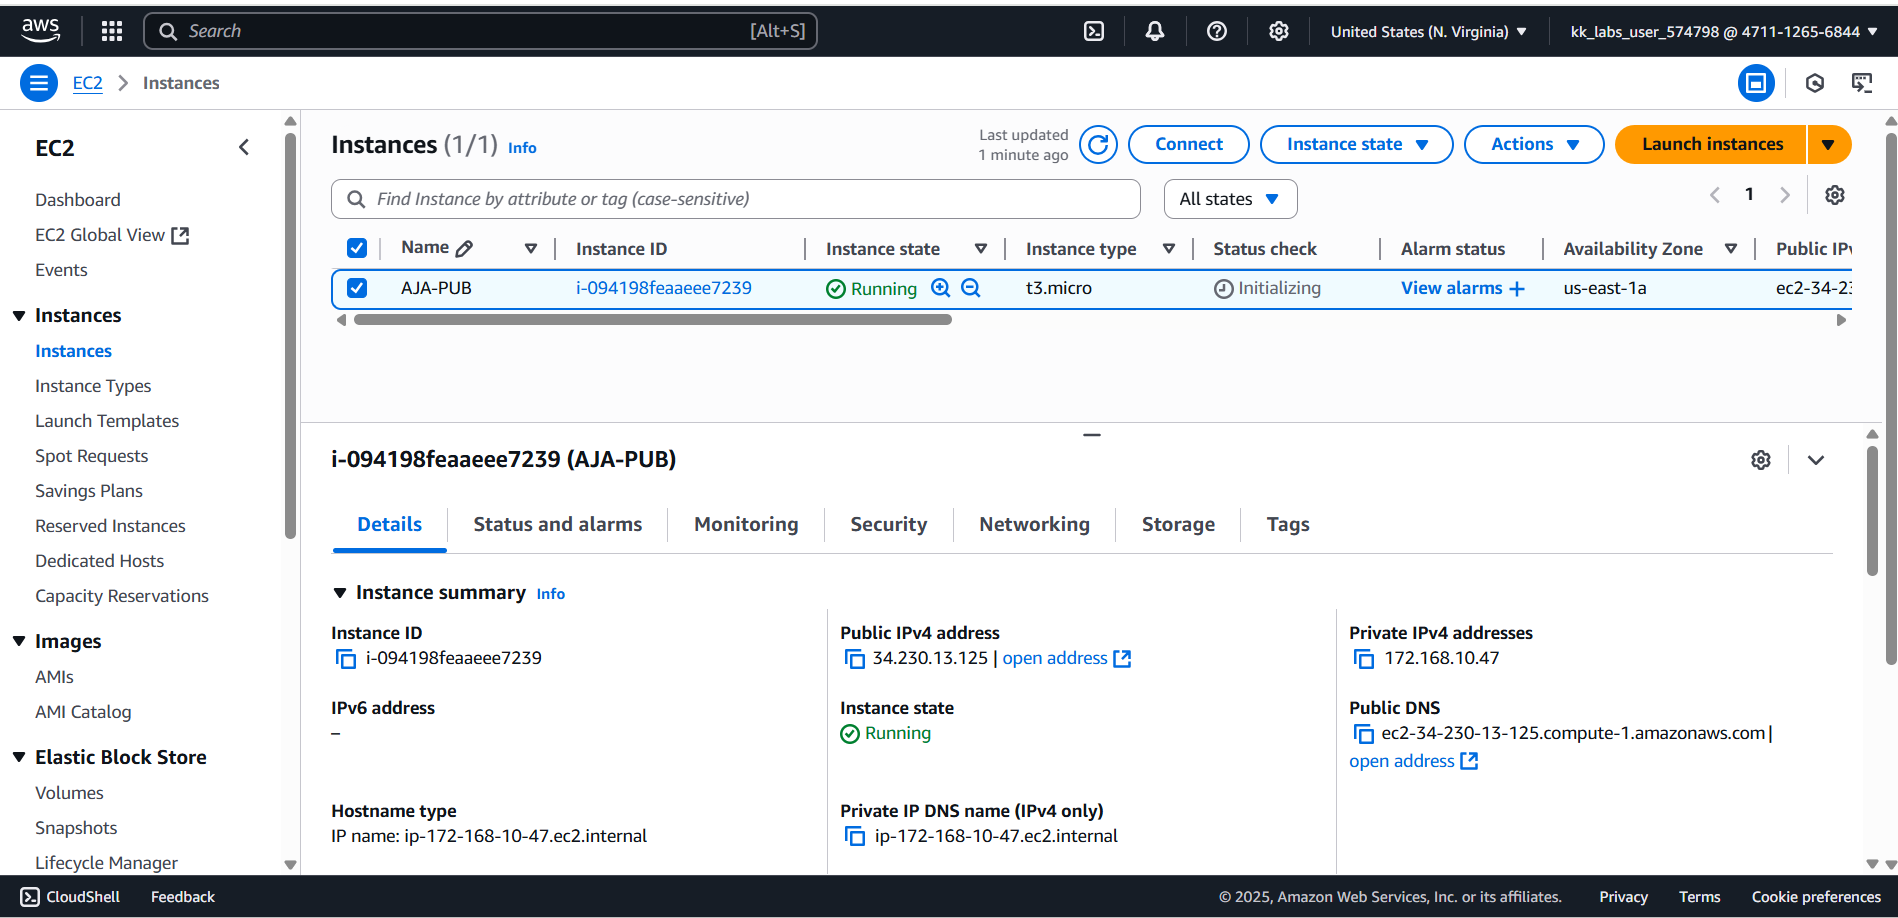 aws
Search [Alt+S]
United States (N. Virginia)
kk_labs_user_574798 @ 4711-1265-6844
EC2
Instances
EC2
Dashboard
EC2 Global View
Events
Instances
Instances
Instance Types
Launch Templates
Spot Requests
Savings Plans
Reserved Instances
Dedicated Hosts
Capacity Reservations
Images
AMIs
AMI Catalog
Elastic Block Store
Volumes
Snapshots
Lifecycle Manager
Instances (1/1) Info
Last updated
1 minute ago
Connect
Instance state
Actions
Launch instances
Find Instance by attribute or tag (case-sensitive)
All states
1
Name Instance ID Instance state Instance type Status check Alarm status Availability Zone Public IPv
AJA-PUB i-094198feaaeee7239 Running t3.micro Initializing View alarms + us-east-1a ec2-34-23
i-094198feaaeee7239 (AJA-PUB)
Details Status and alarms Monitoring Security Networking Storage Tags
Instance summary Info
Instance ID
i-094198feaaeee7239
Public IPv4 address
34.230.13.125 | open address
Private IPv4 addresses
172.168.10.47
IPv6 address
–
Instance state
Running
Public DNS
ec2-34-230-13-125.compute-1.amazonaws.com |
open address
Hostname type
IP name: ip-172-168-10-47.ec2.internal
Private IP DNS name (IPv4 only)
ip-172-168-10-47.ec2.internal
CloudShell Feedback
© 2025, Amazon Web Services, Inc. or its affiliates. Privacy Terms Cookie preferences